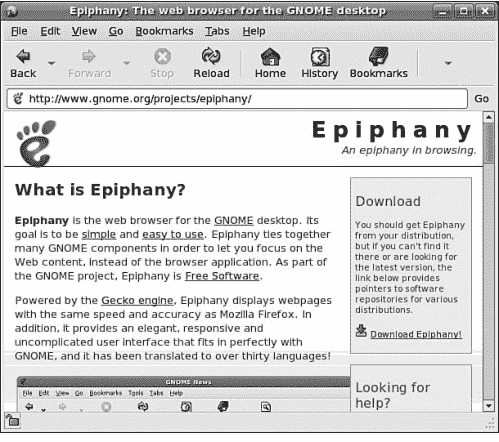 Epiphany: The web browser for the GNOME desktop
File Edit View Go Bookmarks Tabs Help
Back Forward Stop Reload Home History Bookmarks
http://www.gnome.org/projects/epiphany/ Go
Epiphany
An epiphany in browsing.
What is Epiphany?
Epiphany is the web browser for the GNOME desktop. Its
goal is to be simple and easy to use. Epiphany ties together
many GNOME components in order to let you focus on the
Web content, instead of the browser application. As part of
the GNOME project, Epiphany is Free Software.
Powered by the Gecko engine, Epiphany displays webpages
with the same speed and accuracy as Mozilla Firefox. In
addition, it provides an elegant, responsive and
uncomplicated user interface that fits in perfectly with
GNOME, and it has been translated to over thirty languages!
GNOME News
File Edit View Go Bookmarks Tools Tabs Help
Download
You should get Epiphany
from your distribution,
but if you can't find it
there or are looking for
the latest version, the
link below provides
pointers to software
repositories for various
distributions.
Download Epiphany!
Looking for
help?